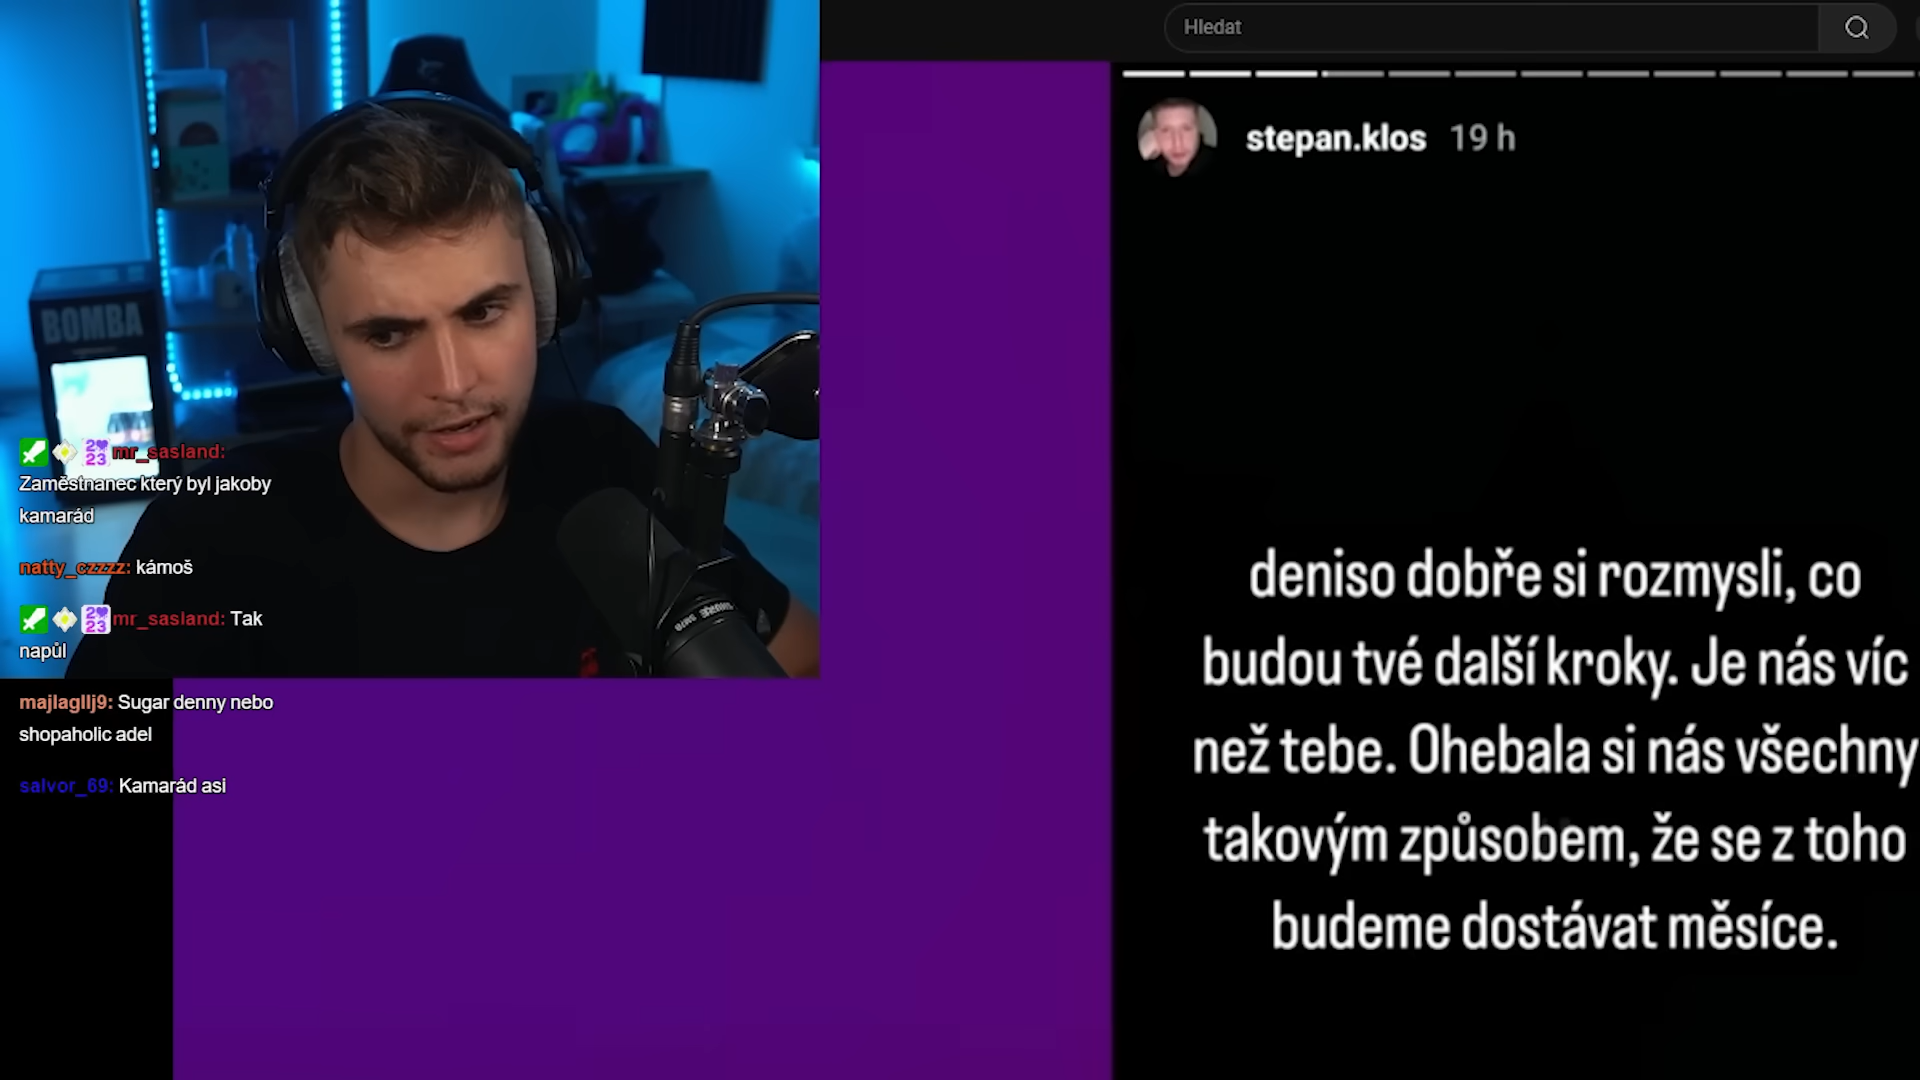 Hledat
stepan.klos 19 h
deniso dobře si rozmysli, co
budou tvé další kroky. Je nás víc
než tebe. Ohebala si nás všechny
takovým způsobem, že se z toho
budeme dostávat měsíce.
BOMBA
mr_sasland:
Zaměstnanec který byl jakoby
kamarád
natty_czzzz: kámoš
mr_sasland: Tak
napůl
majlagllj9: Sugar denny nebo
shopaholic adel
salvor_69: Kamarád asi